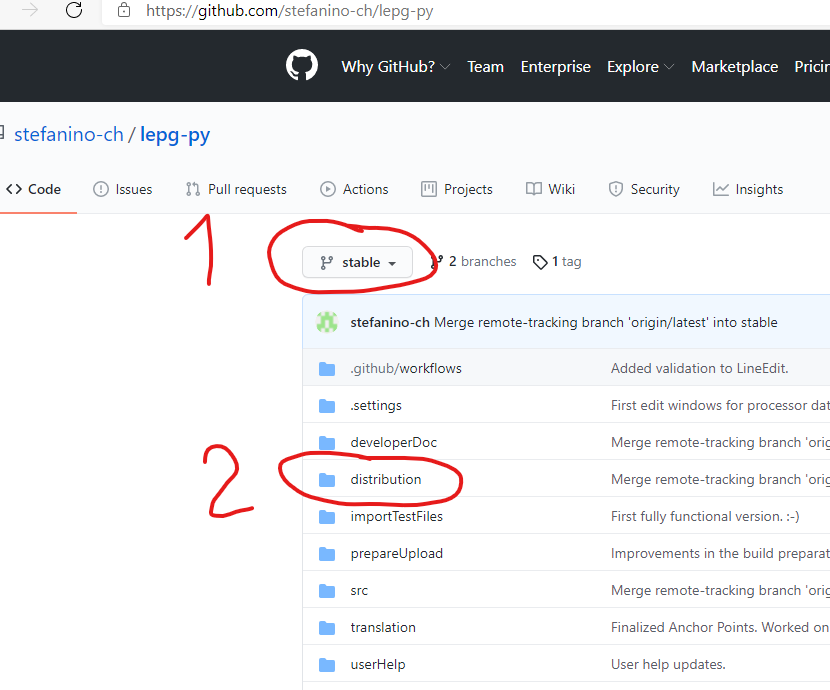 https://github.com/stefanino-ch/lepg-py
Why GitHub? Team Enterprise Explore Marketplace Pricin
stefanino-ch / lepg-py
Code Issues Pull requests Actions Projects Wiki Security Insights
1
stable 2 branches 1 tag
stefanino-ch Merge remote-tracking branch 'origin/latest' into stable
.github/workflows Added validation to LineEdit.
.settings First edit windows for processor dat
developerDoc Merge remote-tracking branch 'orig
2
distribution Merge remote-tracking branch 'orig
importTestFiles First fully functional version. :-)
prepareUpload Improvements in the build preparat
src Merge remote-tracking branch 'orig
translation Finalized Anchor Points. Worked on
userHelp User help updates.